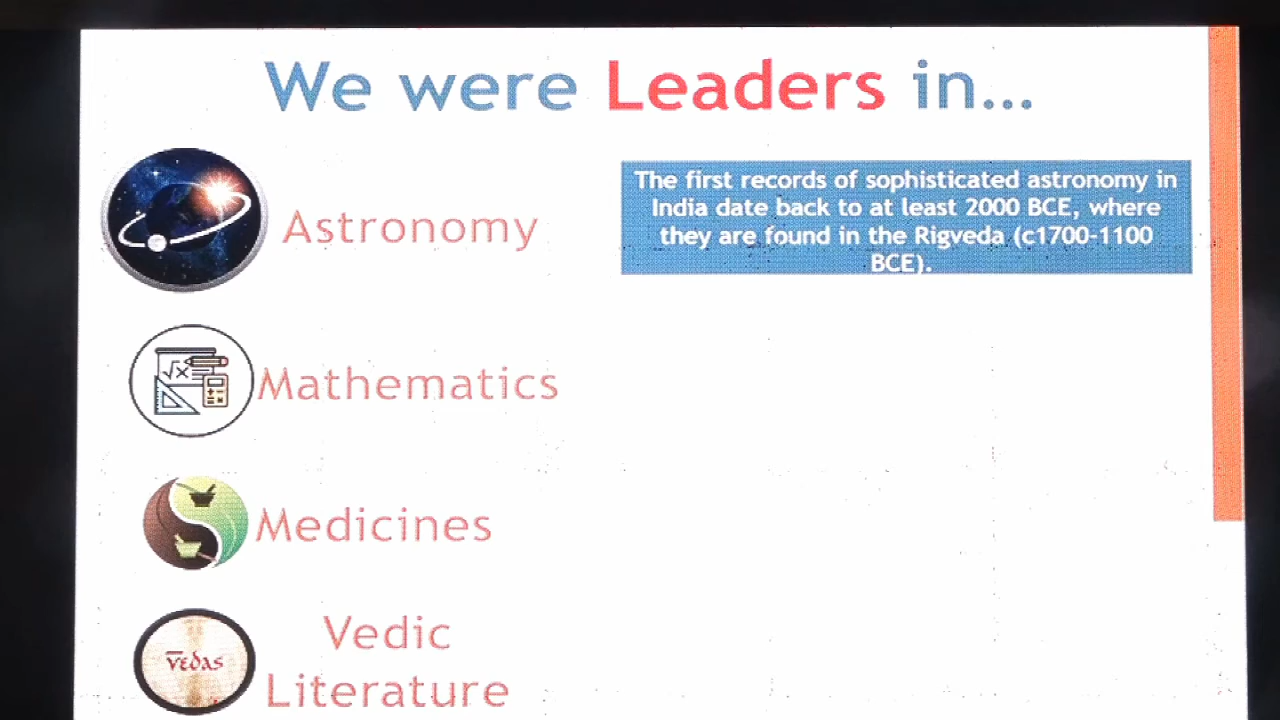 We were Leaders in...
Astronomy
The first records of sophisticated astronomy in
India date back to at least 2000 BCE, where
they are found in the Rigveda (c1700-1100
BCE).
√x
Mathematics
Medicines
vedas
Vedic
Literature